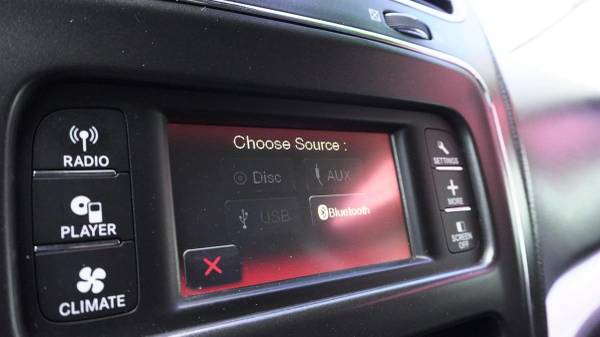 RADIO
PLAYER
CLIMATE
Choose Source :
Disc
AUX
USB
Bluetooth
SETTINGS
MORE
SCREEN
OFF